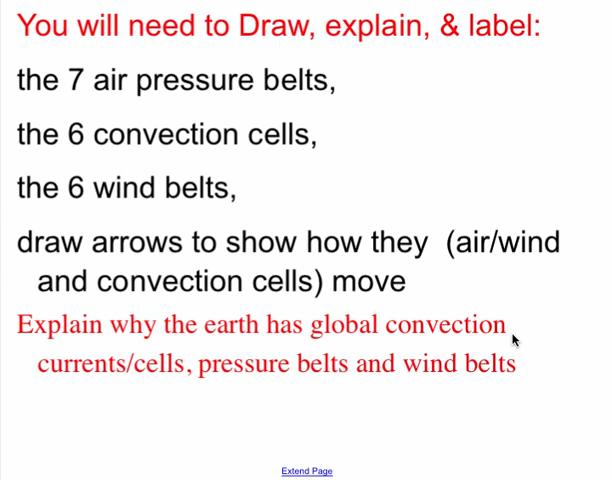 You will need to Draw, explain, & label:
the 7 air pressure belts,
the 6 convection cells,
the 6 wind belts,
draw arrows to show how they (air/wind
and convection cells) move
Explain why the earth has global convection
currents/cells, pressure belts and wind belts
Extend Page